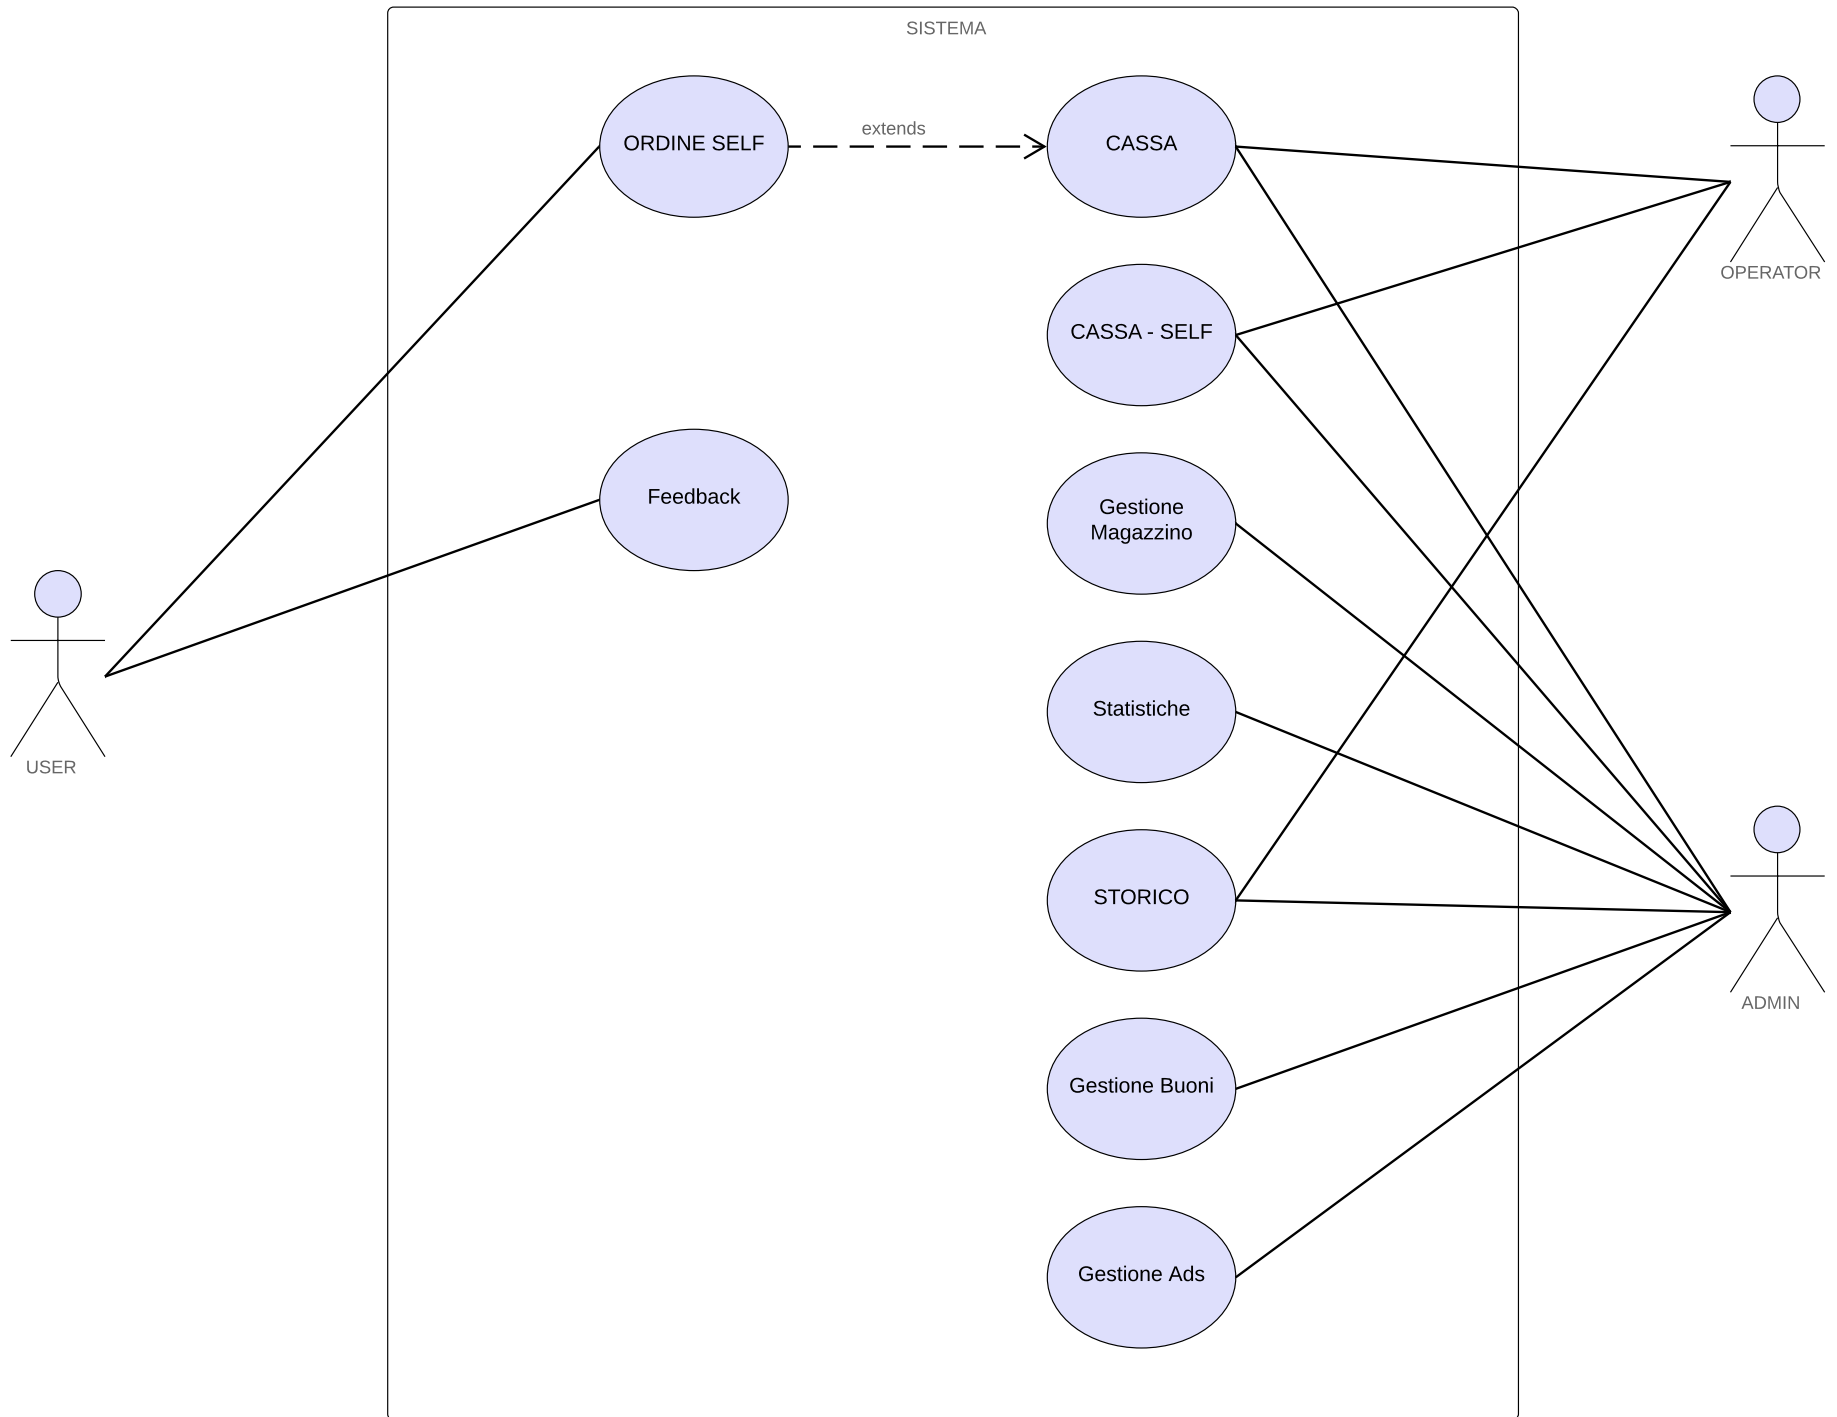 SISTEMA
ORDINE SELF
extends
CASSA
OPERATOR
CASSA - SELF
Feedback
Gestione
Magazzino
USER
Statistiche
STORICO
ADMIN
Gestione Buoni
Gestione Ads